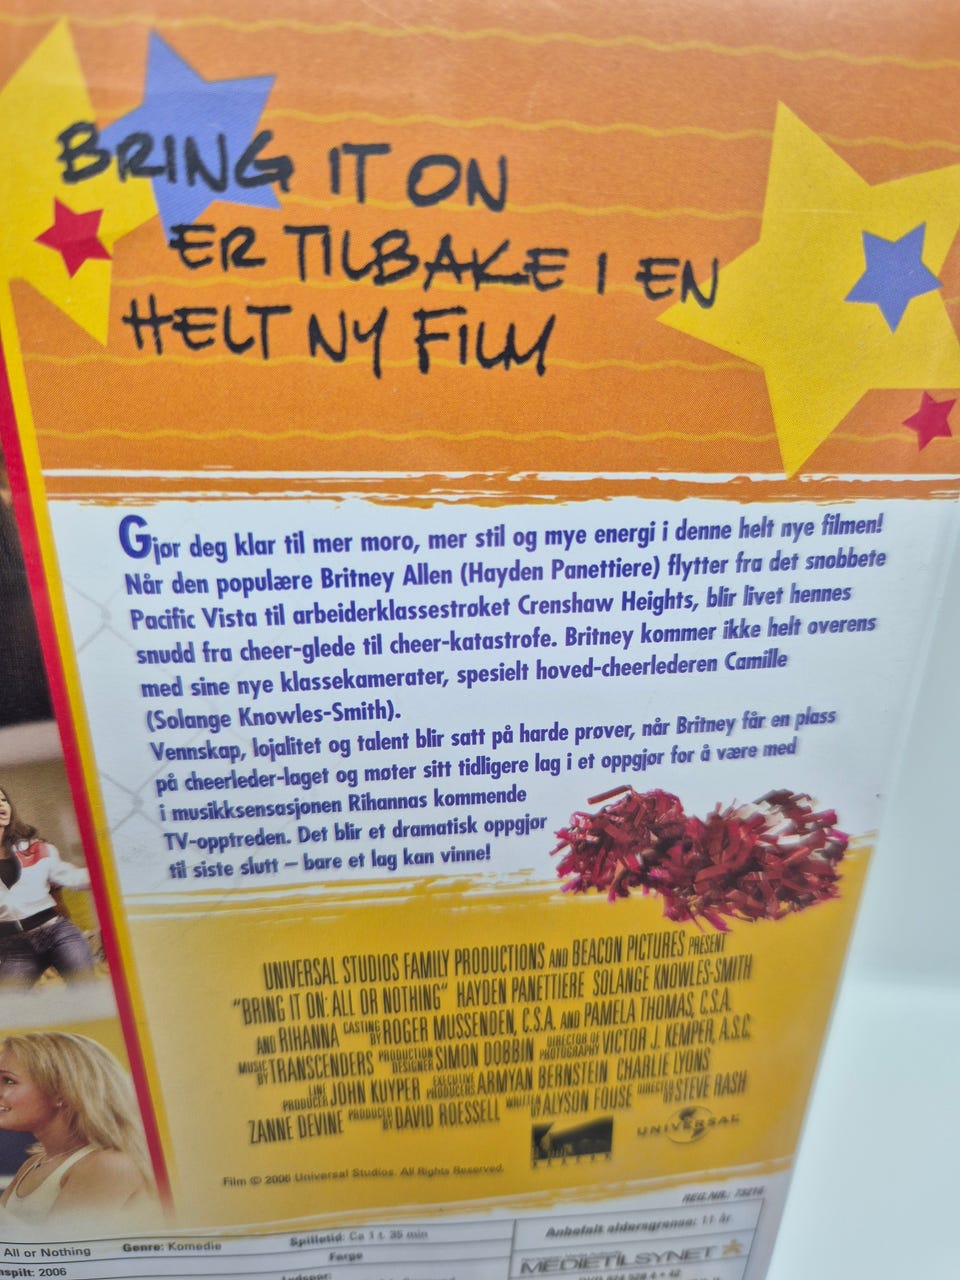 BRING IT ON
ER TILBAKE I EN
HELT NY FILM
Gjør deg klar til mer moro, mer stil og mye energi i denne helt nye filmen!
Når den populære Britney Allen (Hayden Panettiere) flytter fra det snobbete
Pacific Vista til arbeiderklassestrøket Crenshaw Heights, blir livet hennes
snudd fra cheer-glede til cheer-katastrofe. Britney kommer ikke helt overens
med sine nye klassekamerater, spesielt hoved-cheerlederen Camille
(Solange Knowles-Smith).
Vennskap, lojalitet og talent blir satt på harde prøver, når Britney får en plass
på cheerleder-laget og møter sitt tidligere lag i et oppgjør for å være med
i musikksensasjonen Rihannas kommende
TV-opptreden. Det blir et dramatisk oppgjør
til siste slutt – bare et lag kan vinne!
UNIVERSAL STUDIOS FAMILY PRODUCTIONS AND BEACON PICTURES PRESENT
"BRING IT ON: ALL OR NOTHING" HAYDEN PANETTIERE SOLANGE KNOWLES-SMITH
AND RIHANNA CASTING BY ROGER MUSSENDEN, C.S.A. AND PAMELA THOMAS, C.S.A.
MUSIC BY TRANSCENDERS PRODUCTION DESIGNER SIMON DOBBIN DIRECTOR OF PHOTOGRAPHY VICTOR J. KEMPER, A.S.C.
LINE PRODUCER JOHN KUYPER EXECUTIVE PRODUCERS ARMYAN BERNSTEIN CHARLIE LYONS
ZANNE DEVINE PRODUCED BY DAVID ROESSELL WRITTEN BY ALYSON FOUSE DIRECTED BY STEVE RASH
BEACON
UNIVERSAL
Film © 2006 Universal Studios. All Rights Reserved.
REG.NR.: 73216
All or Nothing Genre: Komedie Spilletid: Ca 1 t. 35 min Anbefalt aldersgrense: 11 år
nspilt: 2006 Farge
MEDIETILSYNET
Lydspor: